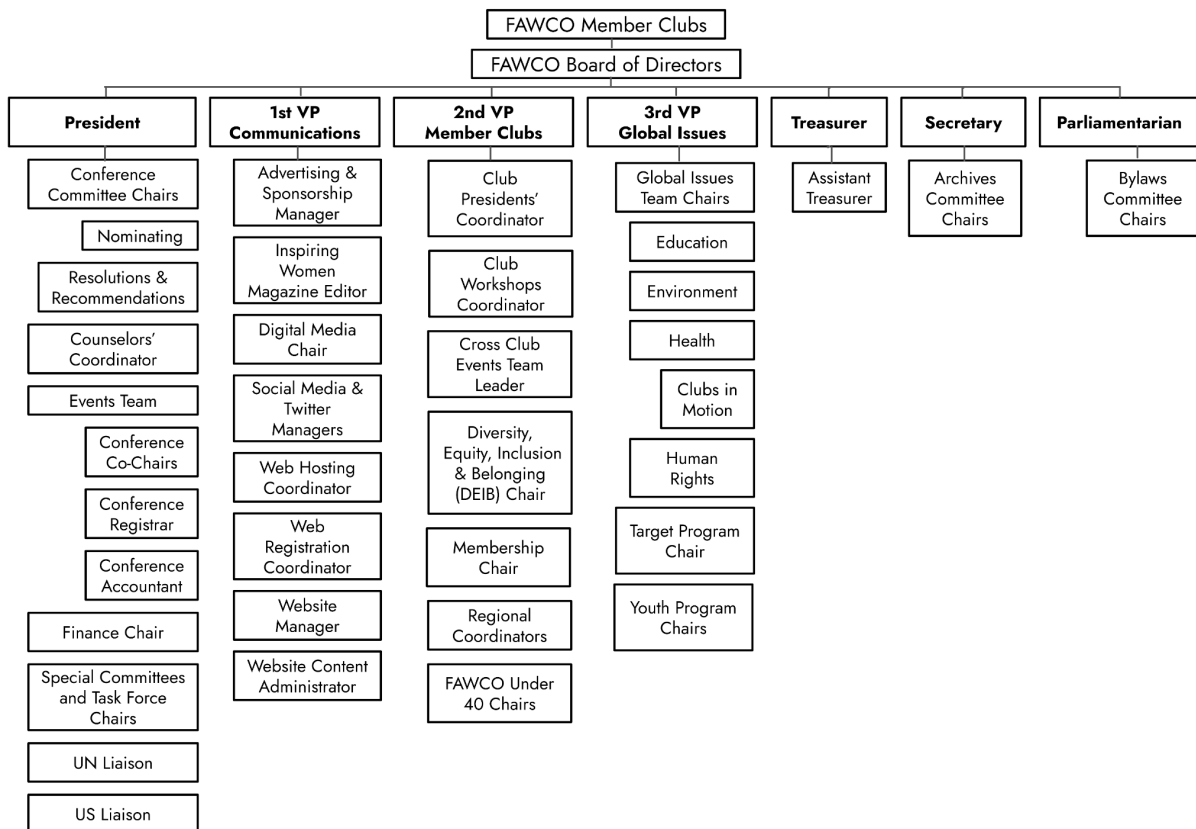 FAWCO Member Clubs
FAWCO Board of Directors
President
Conference
Committee Chairs
Nominating
Resolutions &
Recommendations
Counselors’
Coordinator
Events Team
Conference
Co-Chairs
Conference
Registrar
Conference
Accountant
Finance Chair
Special Committees
and Task Force
Chairs
UN Liaison
US Liaison
1st VP
Communications
Advertising &
Sponsorship
Manager
Inspiring
Women
Magazine Editor
Digital Media
Chair
Social Media &
Twitter
Managers
Web Hosting
Coordinator
Web
Registration
Coordinator
Website
Manager
Website Content
Administrator
2nd VP
Member Clubs
Club
Presidents’
Coordinator
Club
Workshops
Coordinator
Cross Club
Events Team
Leader
Diversity,
Equity, Inclusion
& Belonging
(DEIB) Chair
Membership
Chair
Regional
Coordinators
FAWCO Under
40 Chairs
3rd VP
Global Issues
Global Issues
Team Chairs
Education
Environment
Health
Clubs in
Motion
Human
Rights
Target Program
Chair
Youth Program
Chairs
Treasurer
Assistant
Treasurer
Secretary
Archives
Committee
Chairs
Parliamentarian
Bylaws
Committee
Chairs